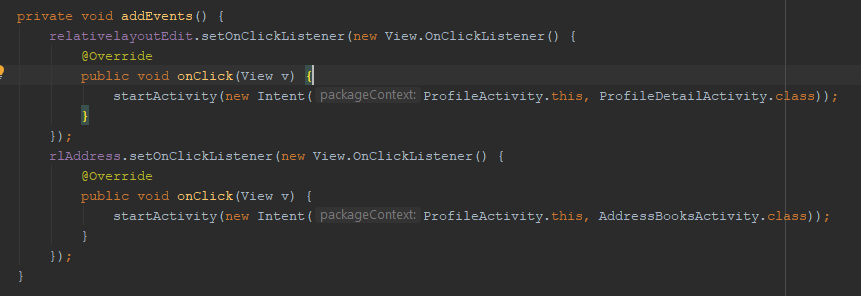 private void addEvents() {
    relativelayoutEdit.setOnClickListener(new View.OnClickListener() {
        @Override
        public void onClick(View v) {
            startActivity(new Intent( packageContext: ProfileActivity.this, ProfileDetailActivity.class));
        }
    });
    rlAddress.setOnClickListener(new View.OnClickListener() {
        @Override
        public void onClick(View v) {
            startActivity(new Intent( packageContext: ProfileActivity.this, AddressBooksActivity.class));
        }
    });
}